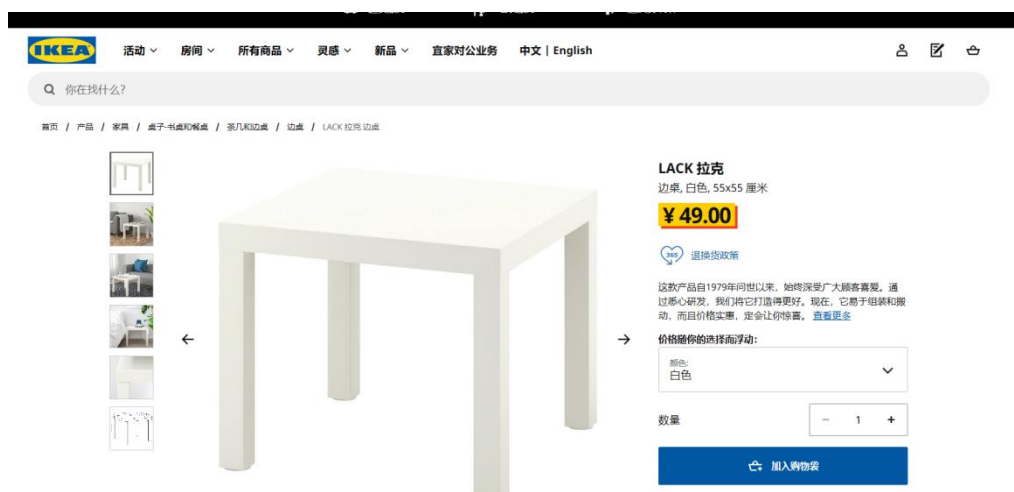 IKEA
活动
房间
所有商品
灵感
新品
宜家对公业务
中文 | English
你在找什么?
首页 / 产品 / 家具 / 桌子-书桌和餐桌 / 茶几和边桌 / 边桌 / LACK 拉克 边桌
LACK 拉克
边桌, 白色, 55x55 厘米
¥ 49.00
365 退换货政策
这款产品自1979年问世以来，始终深受广大顾客喜爱。通
过悉心研发，我们将它打造得更好。现在，它易于组装和搬
动，而且价格实惠，定会让你惊喜。 查看更多
价格随你的选择而浮动:
颜色:
白色
数量
− 1 +
加入购物袋